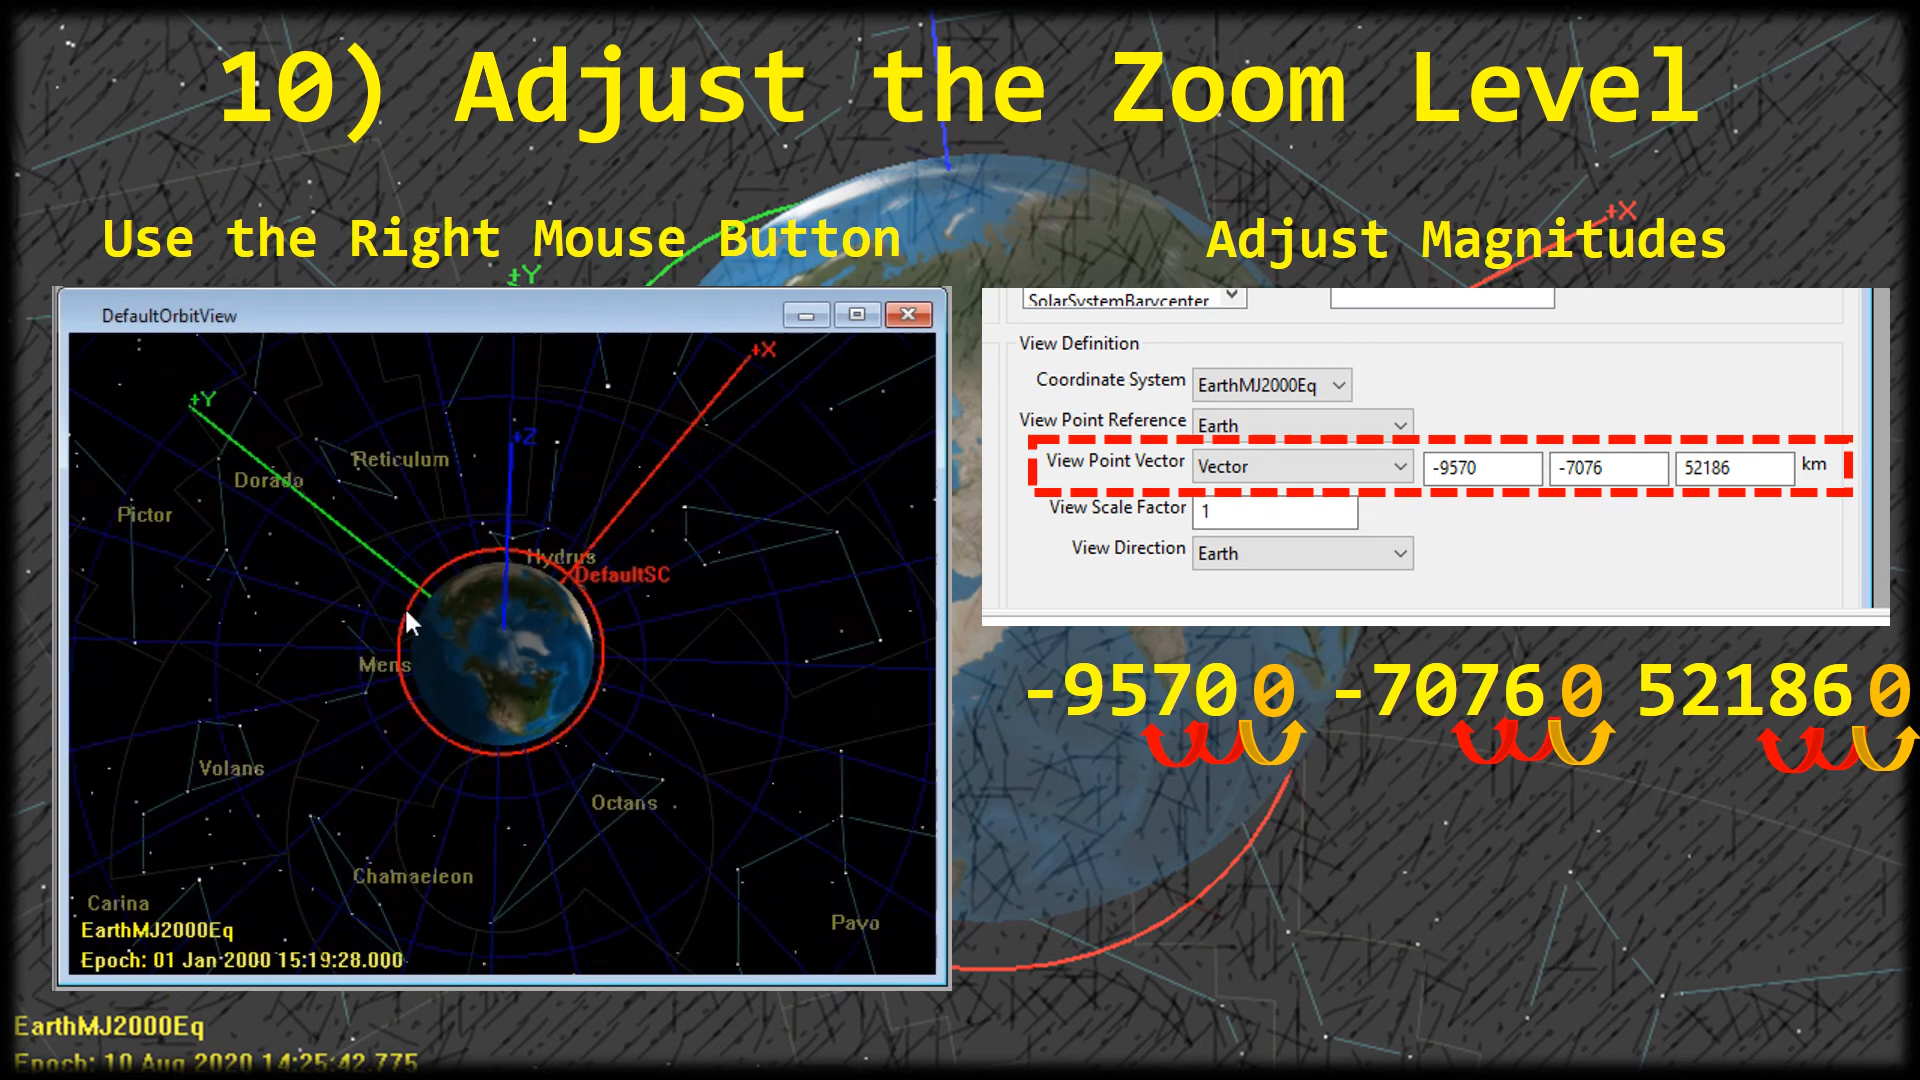 10) Adjust the Zoom Level
Use the Right Mouse Button
Adjust Magnitudes
+Y
+X
DefaultOrbitView
+X
+Y
+Z
Reticulum
Dorado
Pictor
Hydrus
DefaultSC
Mens
Volans
Octans
Chamaeleon
Carina
Pavo
EarthMJ2000Eq
Epoch: 01 Jan 2000 15:19:28.000
SolarSystemBarycenter
View Definition
Coordinate System EarthMJ2000Eq
View Point Reference Earth
View Point Vector Vector -9570 -7076 52186 km
View Scale Factor 1
View Direction Earth
-95700 -70760 521860
EarthMJ2000Eq
Epoch: 10 Aug 2020 14:25:42.775